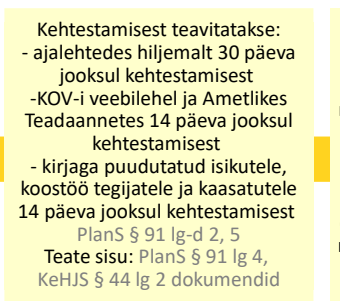 Kehtestamisest teavitatakse:
- ajalehtedes hiljemalt 30 päeva
jooksul kehtestamisest
-KOV-i veebilehel ja Ametlikes
Teadaannetes 14 päeva jooksul
kehtestamisest
- kirjaga puudutatud isikutele,
koostöö tegijatele ja kaasatutele
14 päeva jooksul kehtestamisest
PlanS § 91 lg-d 2, 5
Teate sisu: PlanS § 91 lg 4,
KeHJS § 44 lg 2 dokumendid